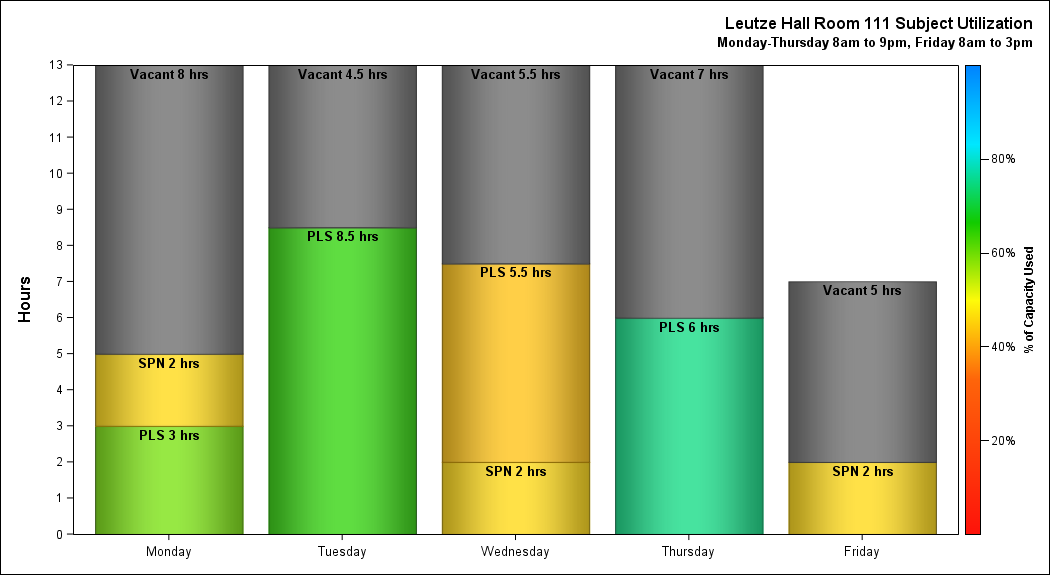 Leutze Hall Room 111 Subject Utilization
Monday-Thursday 8am to 9pm, Friday 8am to 3pm
Hours
13
12
11
10
9
8
7
6
5
4
3
2
1
0
Vacant 8 hrs
SPN 2 hrs
PLS 3 hrs
Vacant 4.5 hrs
PLS 8.5 hrs
Vacant 5.5 hrs
PLS 5.5 hrs
SPN 2 hrs
Vacant 7 hrs
PLS 6 hrs
Vacant 5 hrs
SPN 2 hrs
Monday
Tuesday
Wednesday
Thursday
Friday
80%
60%
40%
20%
% of Capacity Used